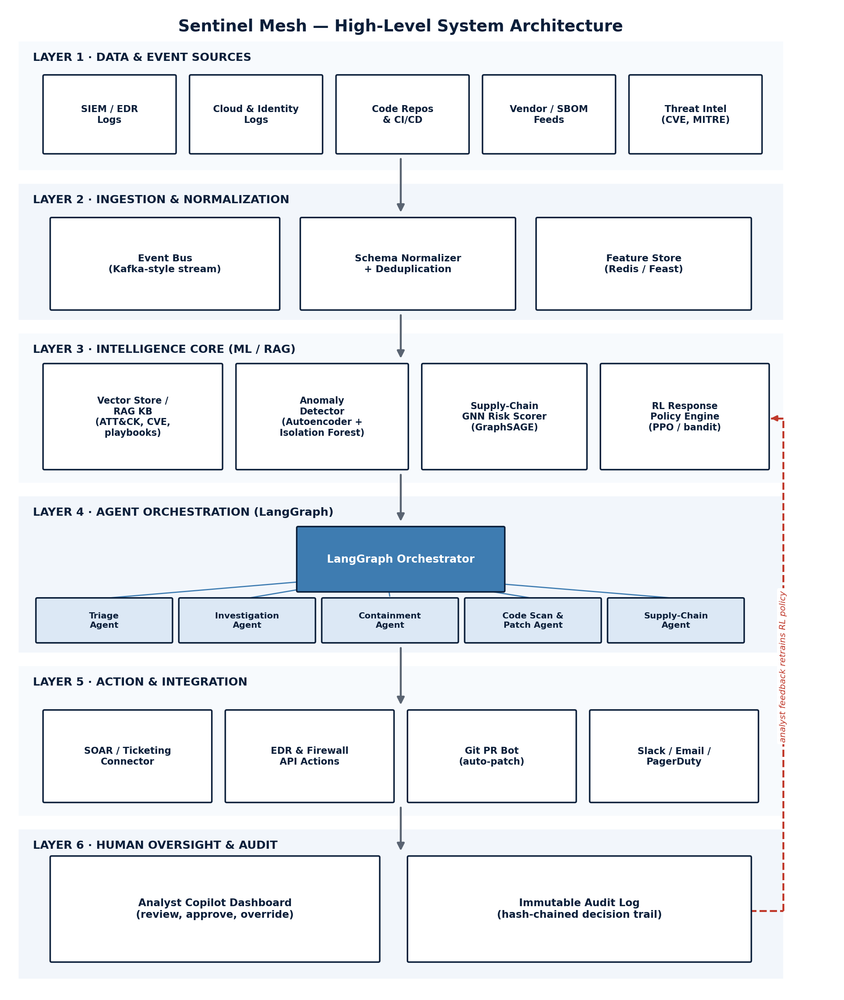 Sentinel Mesh — High-Level System Architecture
LAYER 1 · DATA & EVENT SOURCES
SIEM / EDR
Logs
Cloud & Identity
Logs
Code Repos
& CI/CD
Vendor / SBOM
Feeds
Threat Intel
(CVE, MITRE)
LAYER 2 · INGESTION & NORMALIZATION
Event Bus
(Kafka-style stream)
Schema Normalizer
+ Deduplication
Feature Store
(Redis / Feast)
LAYER 3 · INTELLIGENCE CORE (ML / RAG)
Vector Store /
RAG KB
(ATT&CK, CVE,
playbooks)
Anomaly
Detector
(Autoencoder +
Isolation Forest)
Supply-Chain
GNN Risk Scorer
(GraphSAGE)
RL Response
Policy Engine
(PPO / bandit)
LAYER 4 · AGENT ORCHESTRATION (LangGraph)
LangGraph Orchestrator
Triage
Agent
Investigation
Agent
Containment
Agent
Code Scan &
Patch Agent
Supply-Chain
Agent
analyst feedback retrains RL policy
LAYER 5 · ACTION & INTEGRATION
SOAR / Ticketing
Connector
EDR & Firewall
API Actions
Git PR Bot
(auto-patch)
Slack / Email /
PagerDuty
LAYER 6 · HUMAN OVERSIGHT & AUDIT
Analyst Copilot Dashboard
(review, approve, override)
Immutable Audit Log
(hash-chained decision trail)